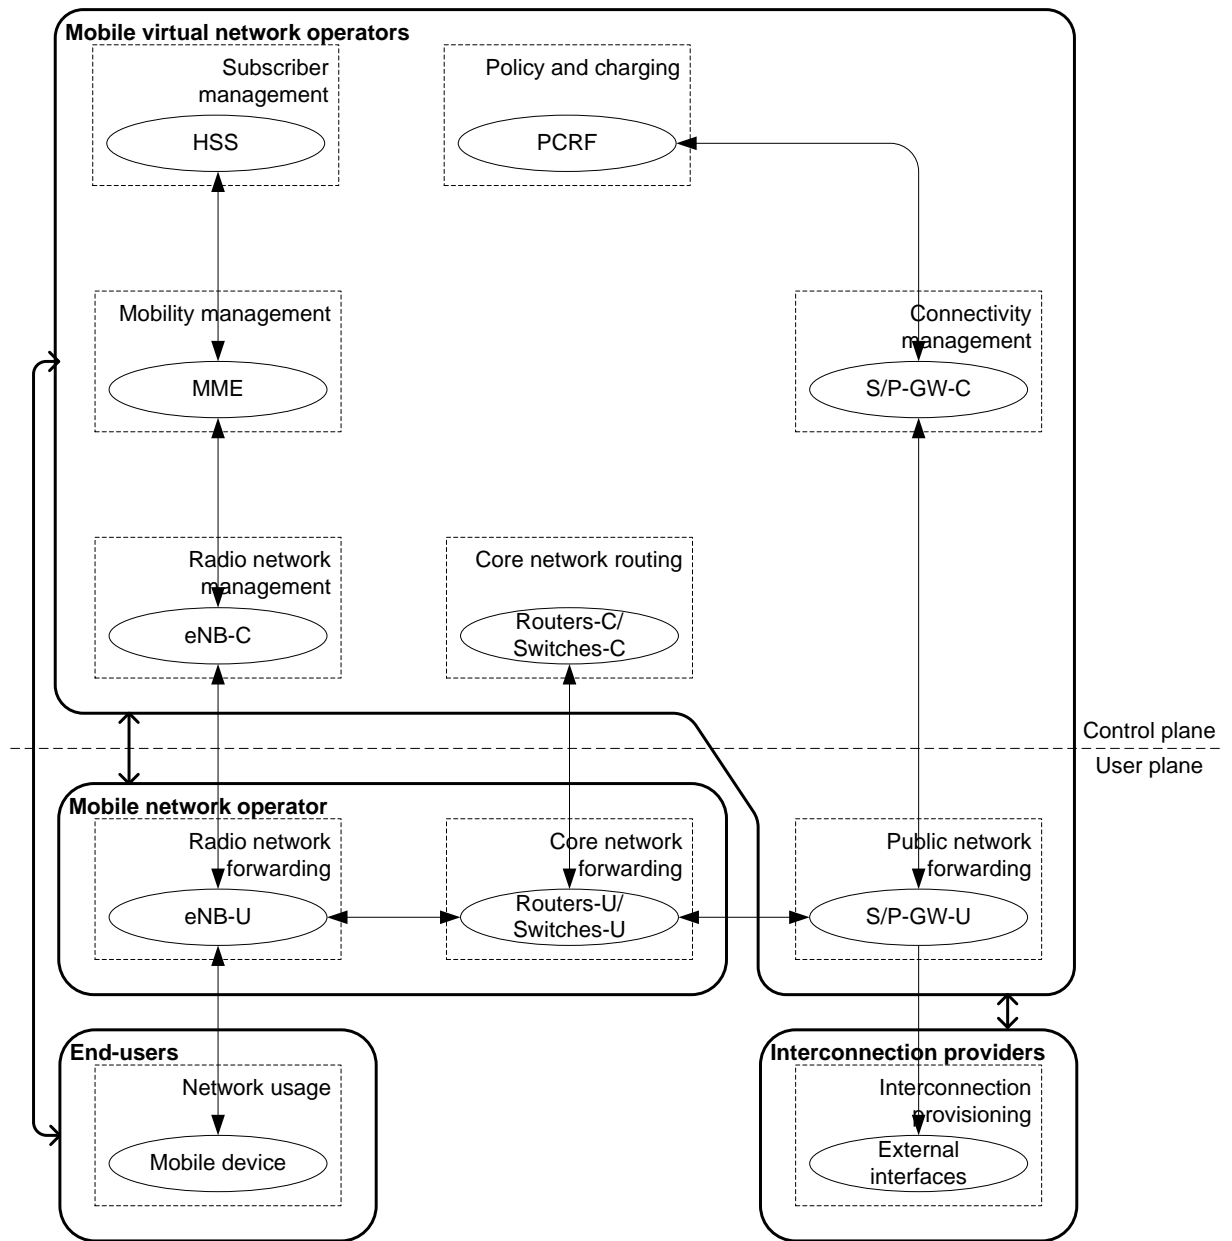 Mobile virtual network operators
Subscriber
management
HSS
Policy and charging
PCRF
Mobility management
MME
Connectivity
management
S/P-GW-C
Radio network
management
eNB-C
Core network routing
Routers-C/
Switches-C
Control plane
User plane
Mobile network operator
Radio network
forwarding
eNB-U
Core network
forwarding
Routers-U/
Switches-U
Public network
forwarding
S/P-GW-U
End-users
Network usage
Mobile device
Interconnection providers
Interconnection
provisioning
External
interfaces